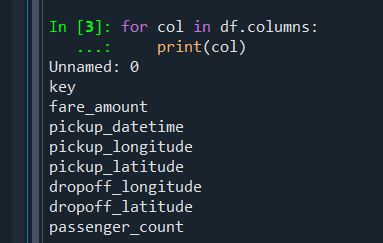 In [3]: for col in df.columns:
   ...:     print(col)
Unnamed: 0
key
fare_amount
pickup_datetime
pickup_longitude
pickup_latitude
dropoff_longitude
dropoff_latitude
passenger_count